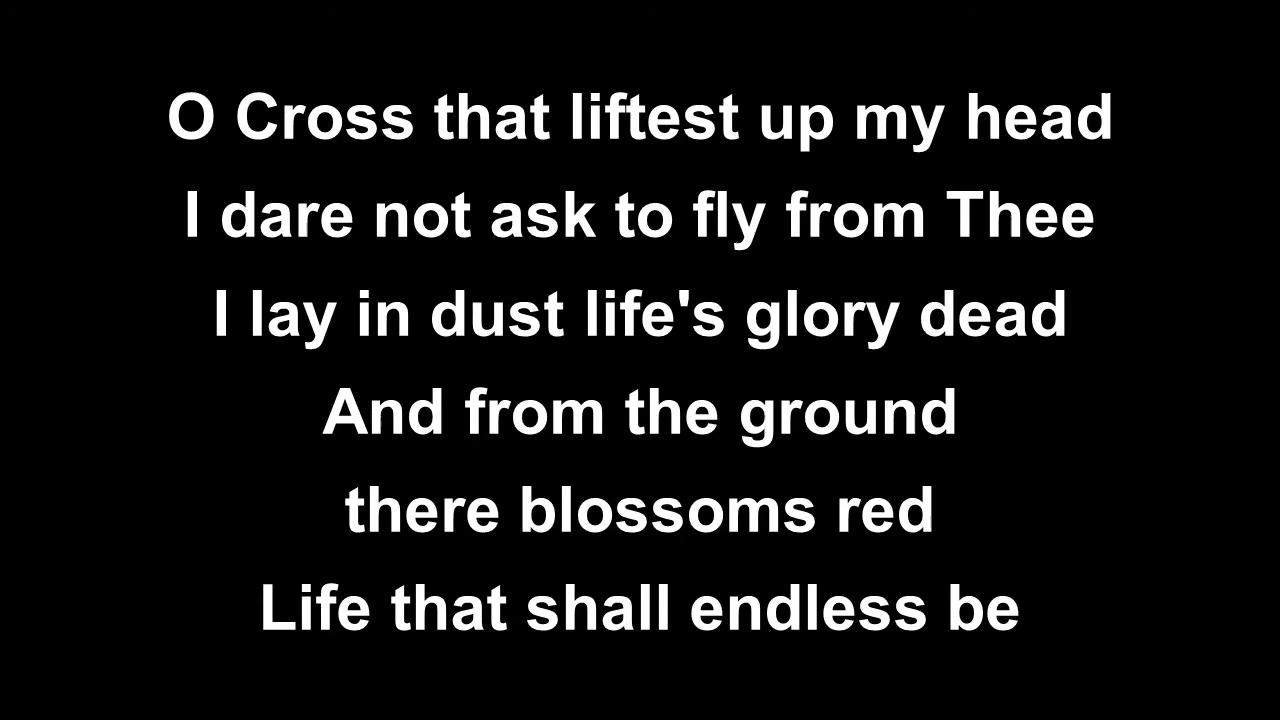 O Cross that liftest up my head
I dare not ask to fly from Thee
I lay in dust life's glory dead
And from the ground
there blossoms red
Life that shall endless be